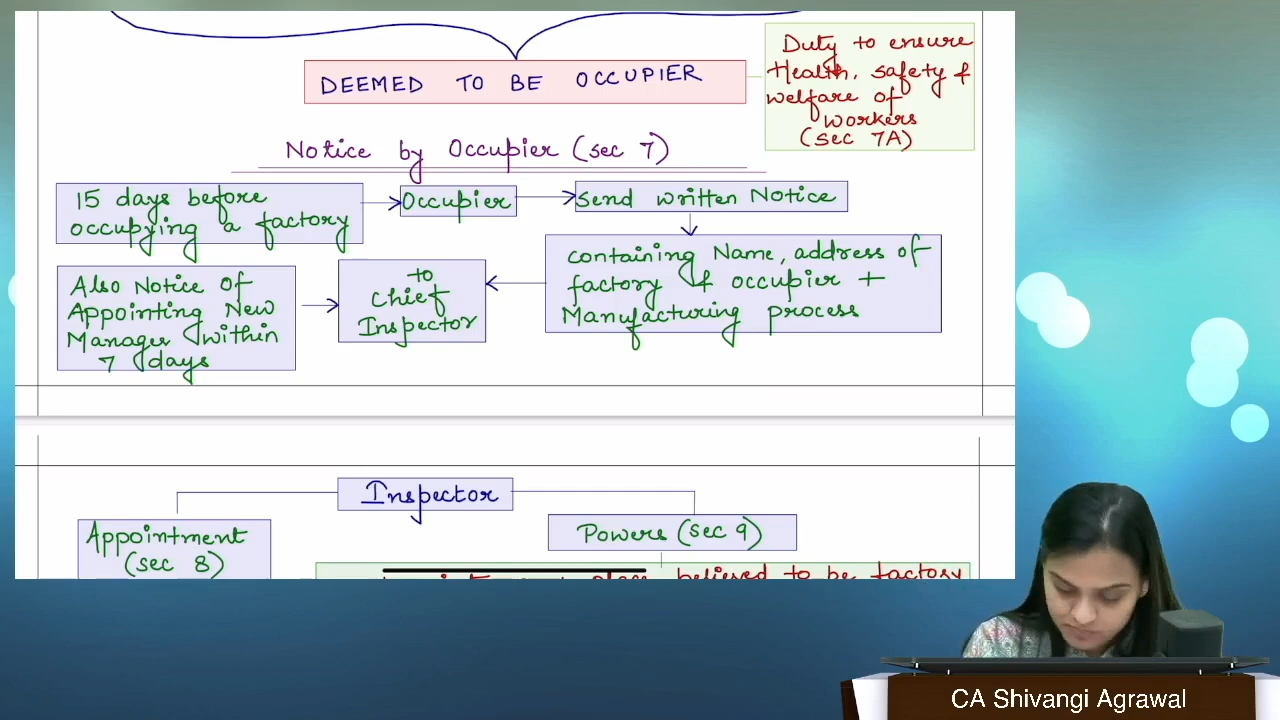 DEEMED TO BE OCCUPIER
Duty to ensure
Health, safety &
welfare of
workers
(sec 7A)
Notice by Occupier (sec 7)
15 days before
occupying a factory
Occupier
Send written Notice
containing Name, address of
factory & occupier +
Manufacturing process
to
Chief
Inspector
Also Notice of
Appointing New
Manager within
7 days
Inspector
Appointment
(sec 8)
Powers (sec 9)
place believed to be factory
CA Shivangi Agrawal